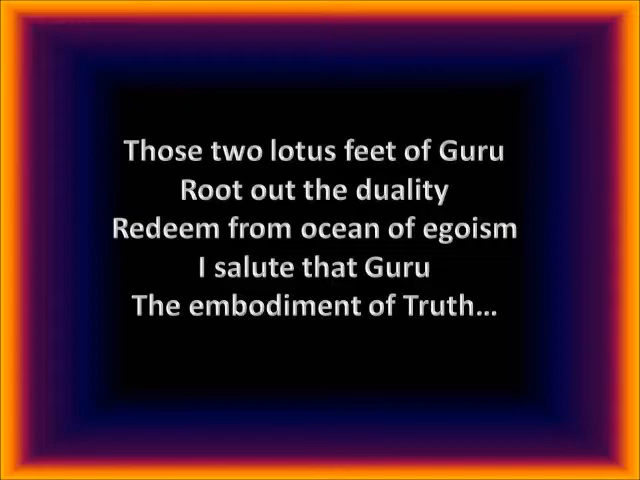 Those two lotus feet of Guru
Root out the duality
Redeem from ocean of egoism
I salute that Guru
The embodiment of Truth...